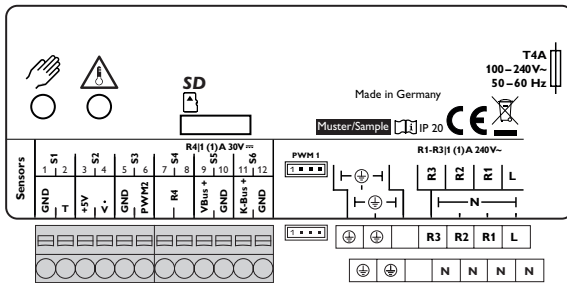 T4A
100–240V~
50–60 Hz
SD
Made in Germany
Muster/Sample
IP 20
CE
Sensors
R4|1 (1)A 30V
S1 S2 S3 S4 S5 S6
1 2 3 4 5 6 7 8 9 10 11 12
GND T +5V V GND PWM2 R4 VBus + GND K-Bus + GND
PWM 1
1
R1-R3|1 (1)A 240V~
R3 R2 R1 L
N
1
R3 R2 R1 L
N N N N